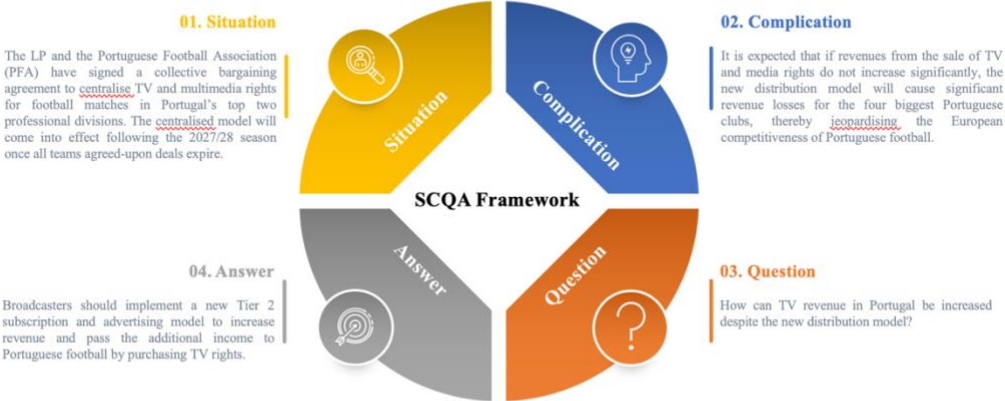 01. Situation
The LP and the Portuguese Football Association
(PFA) have signed a collective bargaining
agreement to centralise TV and multimedia rights
for football matches in Portugal's top two
professional divisions. The centralised model will
come into effect following the 2027/28 season
once all teams agreed-upon deals expire.
02. Complication
It is expected that if revenues from the sale of TV
and media rights do not increase significantly, the
new distribution model will cause significant
revenue losses for the four biggest Portuguese
clubs, thereby jeopardising the European
competitiveness of Portuguese football.
Situation
Complication
SCQA Framework
Answer
Question
04. Answer
Broadcasters should implement a new Tier 2
subscription and advertising model to increase
revenue and pass the additional income to
Portuguese football by purchasing TV rights.
03. Question
How can TV revenue in Portugal be increased
despite the new distribution model?
?